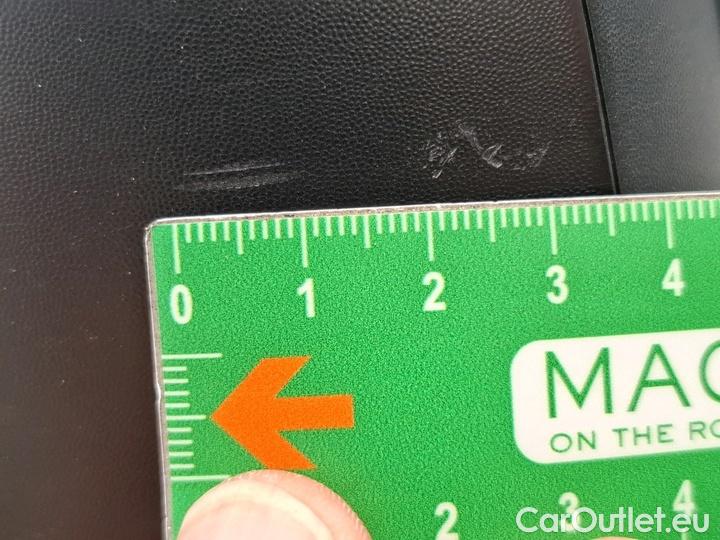 0 1 2 3 4
MAG
ON THE RO
2 3 4
CarOutlet.eu